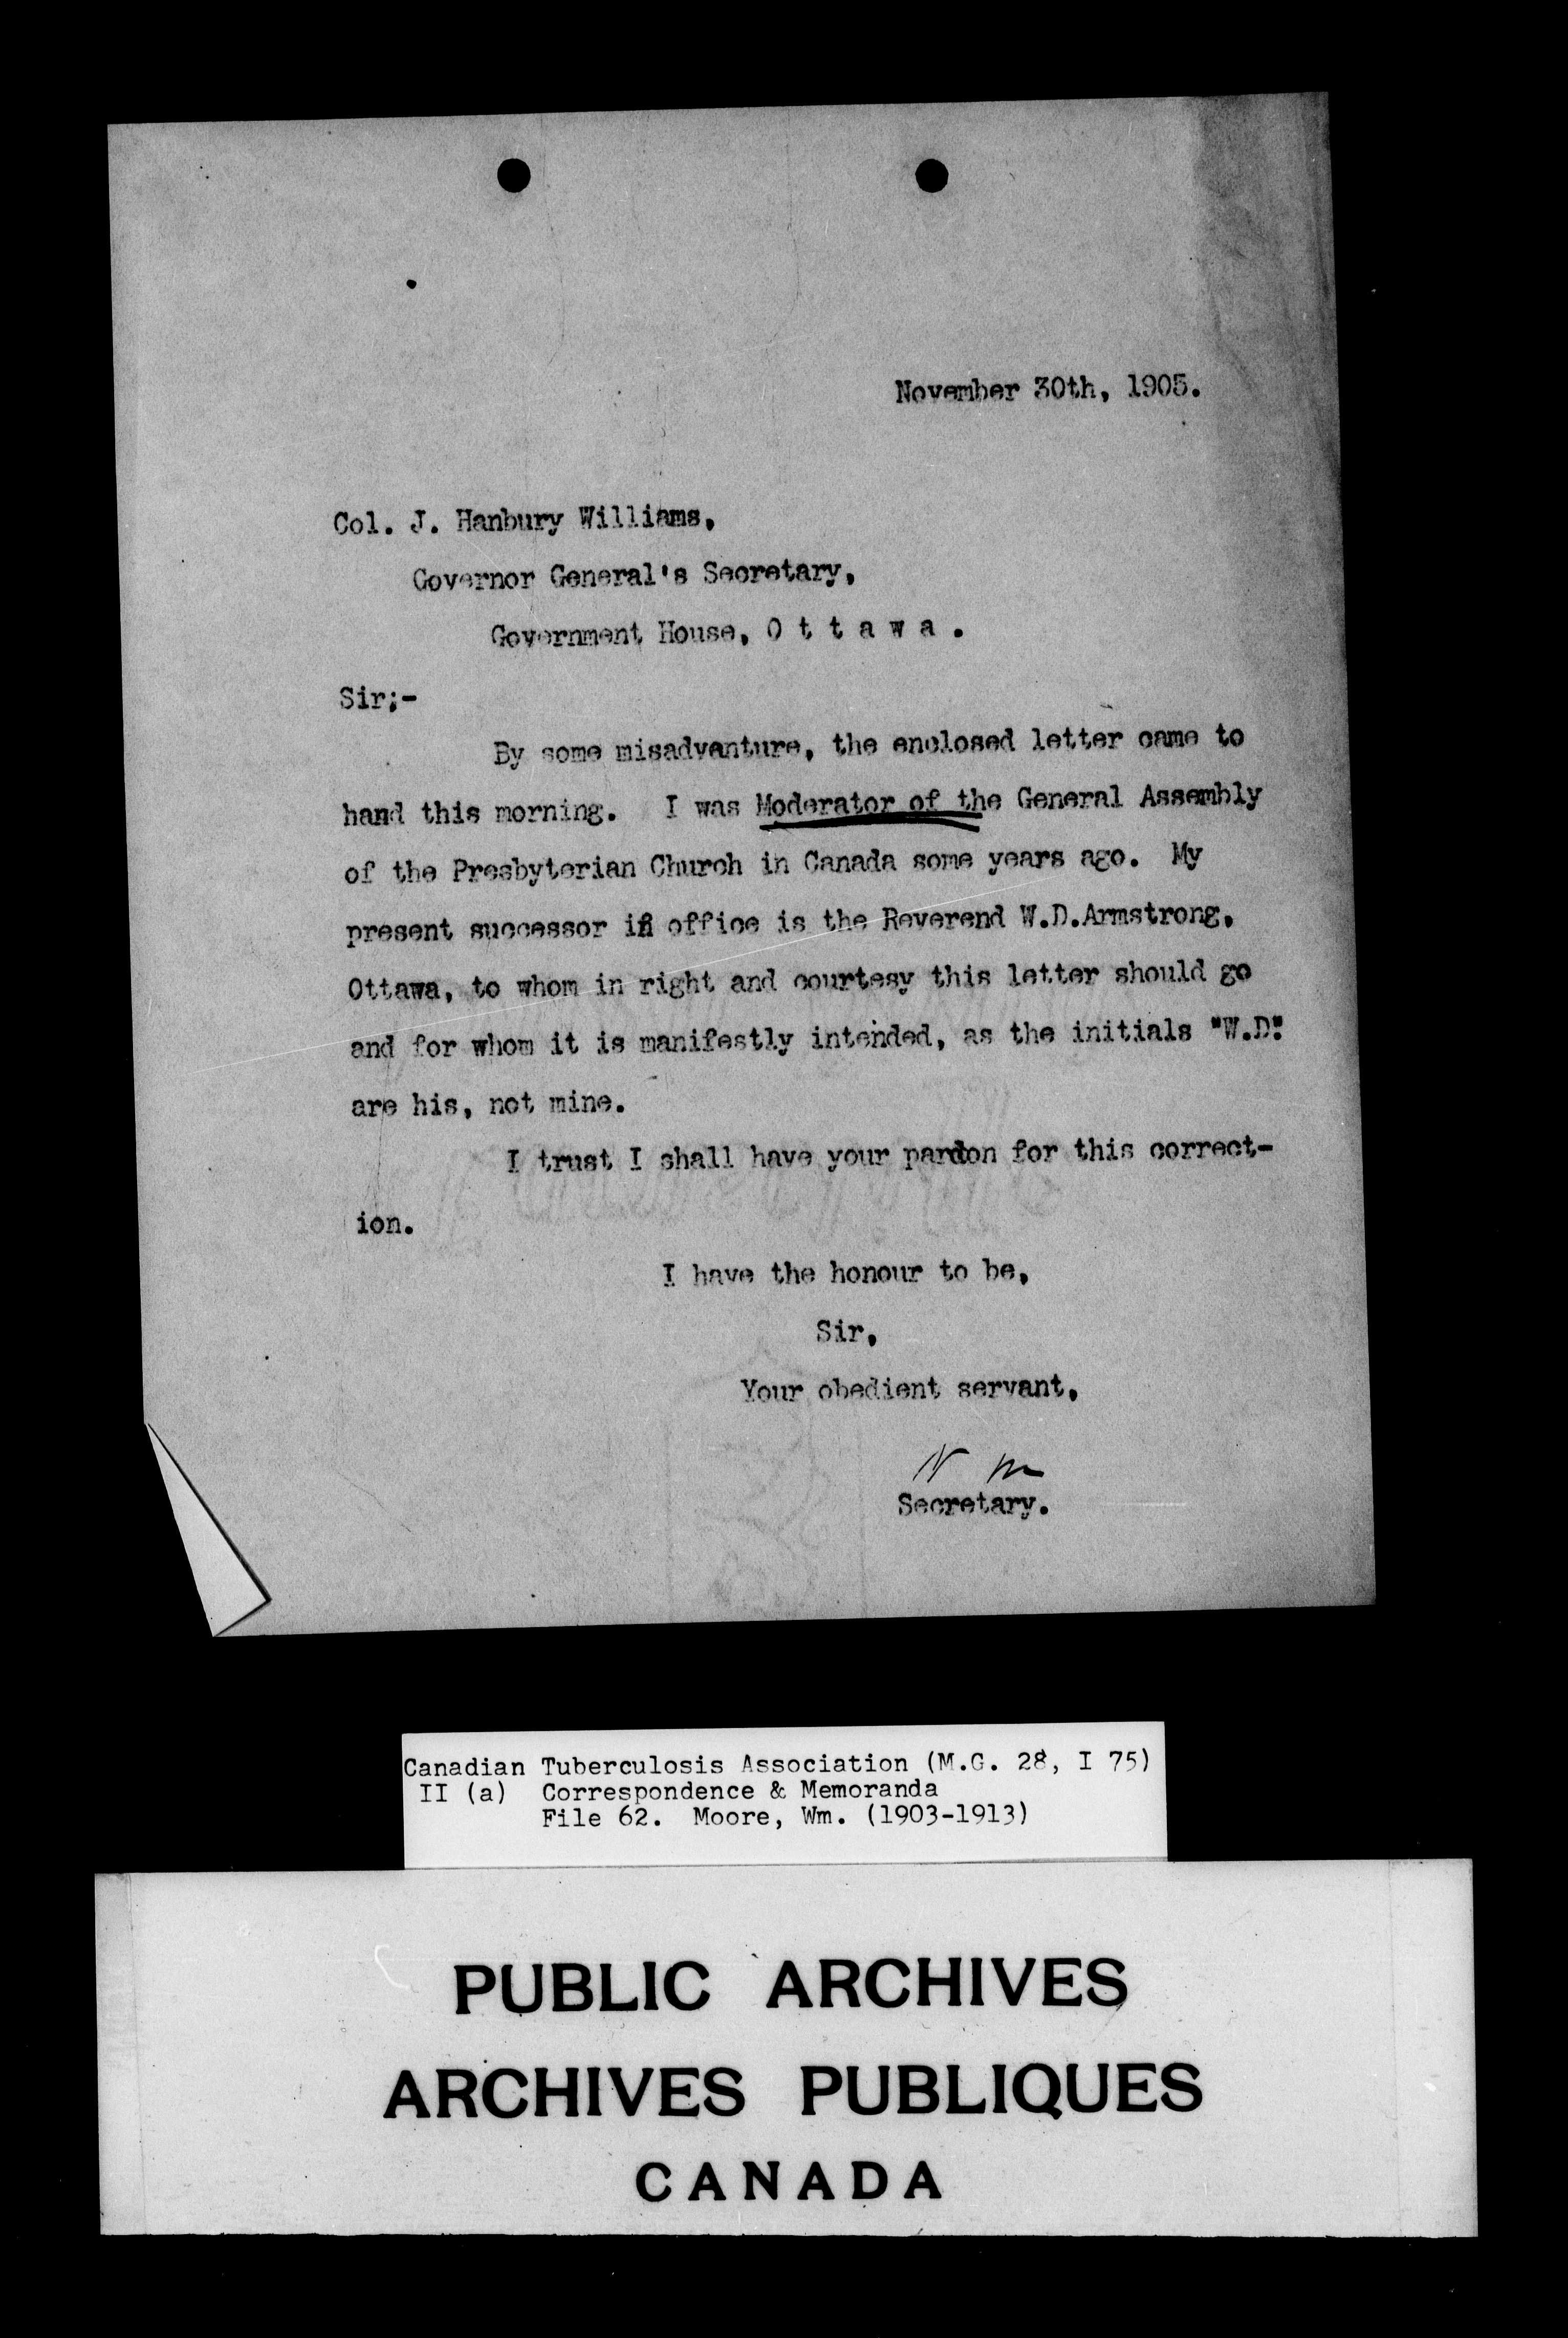 November 30th, 1905.
Col. J. Hanbury Williams,
Governor General's Secretary,
Government House, O t t a w a .
Sir;-
By some misadvanture, the enclosed letter came to
hand this morning. I was Moderator of the General Assembly
of the Presbyterian Church in Canada some years ago. My
present successor in office is the Reverend W.D.Armstrong,
Ottawa, to whom in right and courtesy this letter should go
and for whom it is manifestly intended, as the initials "W.D."
are his, not mine.
I trust I shall have your pardon for this correct-
ion.
I have the honour to be,
Sir,
Your obedient servant,
Secretary.
Canadian Tuberculosis Association (M.G. 28, I 75)
II (a) Correspondence & Memoranda
File 62. Moore, Wm. (1903-1913)
PUBLIC ARCHIVES
ARCHIVES PUBLIQUES
CANADA